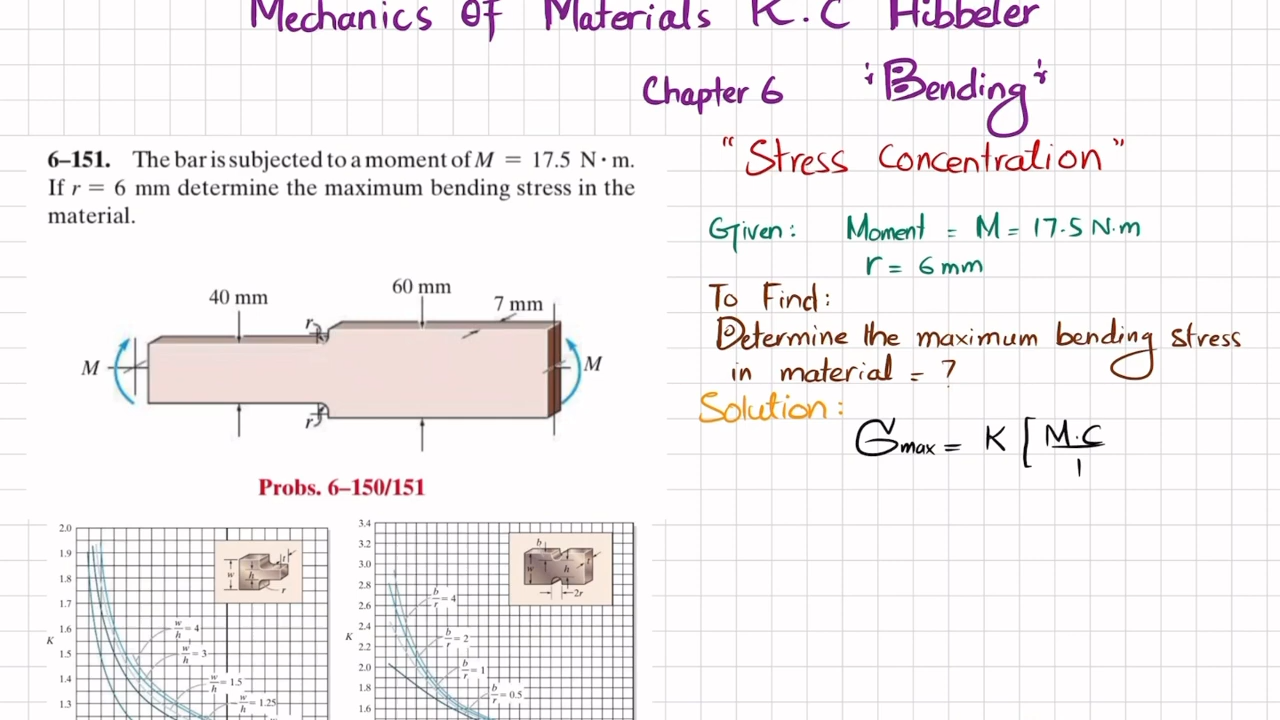 Mechanics Of Materials R.C Hibbeler
Chapter 6 "Bending"
"Stress Concentration"
6–151. The bar is subjected to a moment of M = 17.5 N · m.
If r = 6 mm determine the maximum bending stress in the
material.
Given: Moment = M = 17.5 N.m
r = 6 mm
To Find:
Determine the maximum bending stress
in material = ?
Solution:
σmax = K [ M.C
I
40 mm
60 mm
7 mm
r
M
M
r
Probs. 6–150/151
2.0
1.9
1.8
1.7
1.6
1.5
1.4
1.3
K
w
h
r
w/h = 4
w/h = 3
w/h = 1.5
w/h = 1.25
3.4
3.2
3.0
2.8
2.6
2.4
2.2
2.0
1.8
1.6
K
b
h
2r
b/r = 4
b/r = 2
b/r = 1
b/r = 0.5